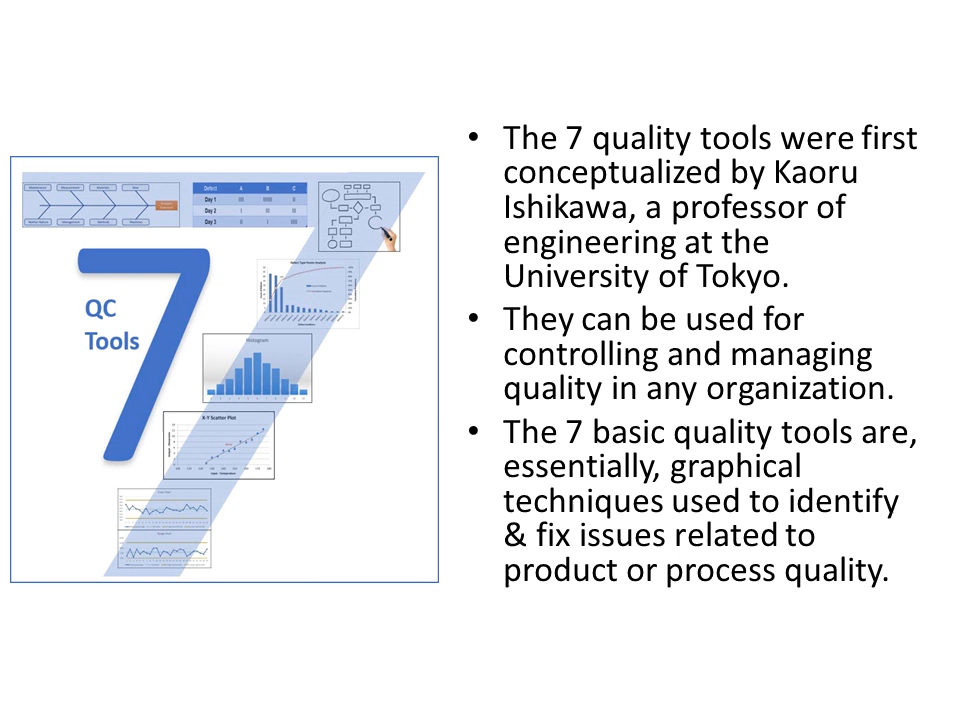 Defect A B C
Day 1
Day 2
Day 3
7
QC
Tools
Histogram
X-Y Scatter Plot
• The 7 quality tools were first
conceptualized by Kaoru
Ishikawa, a professor of
engineering at the
University of Tokyo.
• They can be used for
controlling and managing
quality in any organization.
• The 7 basic quality tools are,
essentially, graphical
techniques used to identify
& fix issues related to
product or process quality.